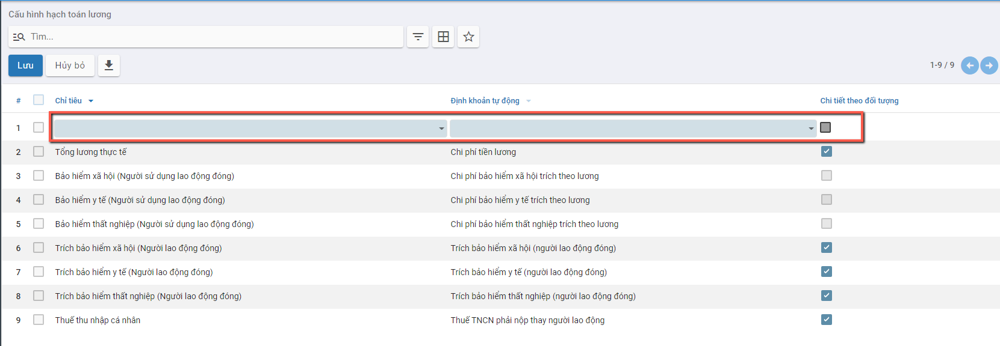 Cấu hình hạch toán lương
Tìm...
Lưu Hủy bỏ 1-9 / 9
# Chỉ tiêu Định khoản tự động Chi tiết theo đối tượng
1
2 Tổng lương thực tế Chi phí tiền lương
3 Bảo hiểm xã hội (Người sử dụng lao động đóng) Chi phí bảo hiểm xã hội trích theo lương
4 Bảo hiểm y tế (Người sử dụng lao động đóng) Chi phí bảo hiểm y tế trích theo lương
5 Bảo hiểm thất nghiệp (Người sử dụng lao động đóng) Chi phí bảo hiểm thất nghiệp trích theo lương
6 Trích bảo hiểm xã hội (Người lao động đóng) Trích bảo hiểm xã hội (người lao động đóng)
7 Trích bảo hiểm y tế (Người lao động đóng) Trích bảo hiểm y tế (người lao động đóng)
8 Trích bảo hiểm thất nghiệp (Người lao động đóng) Trích bảo hiểm thất nghiệp (người lao động đóng)
9 Thuế thu nhập cá nhân Thuế TNCN phải nộp thay người lao động